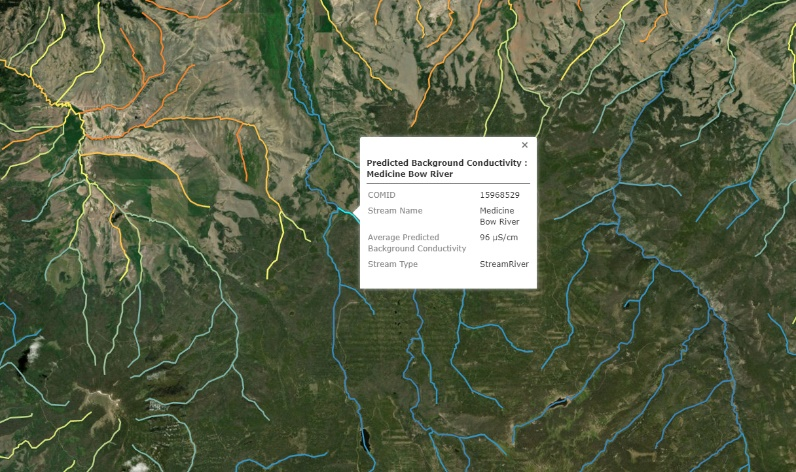 ×
Predicted Background Conductivity :
Medicine Bow River
COMID 15968529
Stream Name Medicine
Bow River
Average Predicted 96 µS/cm
Background Conductivity
Stream Type StreamRiver